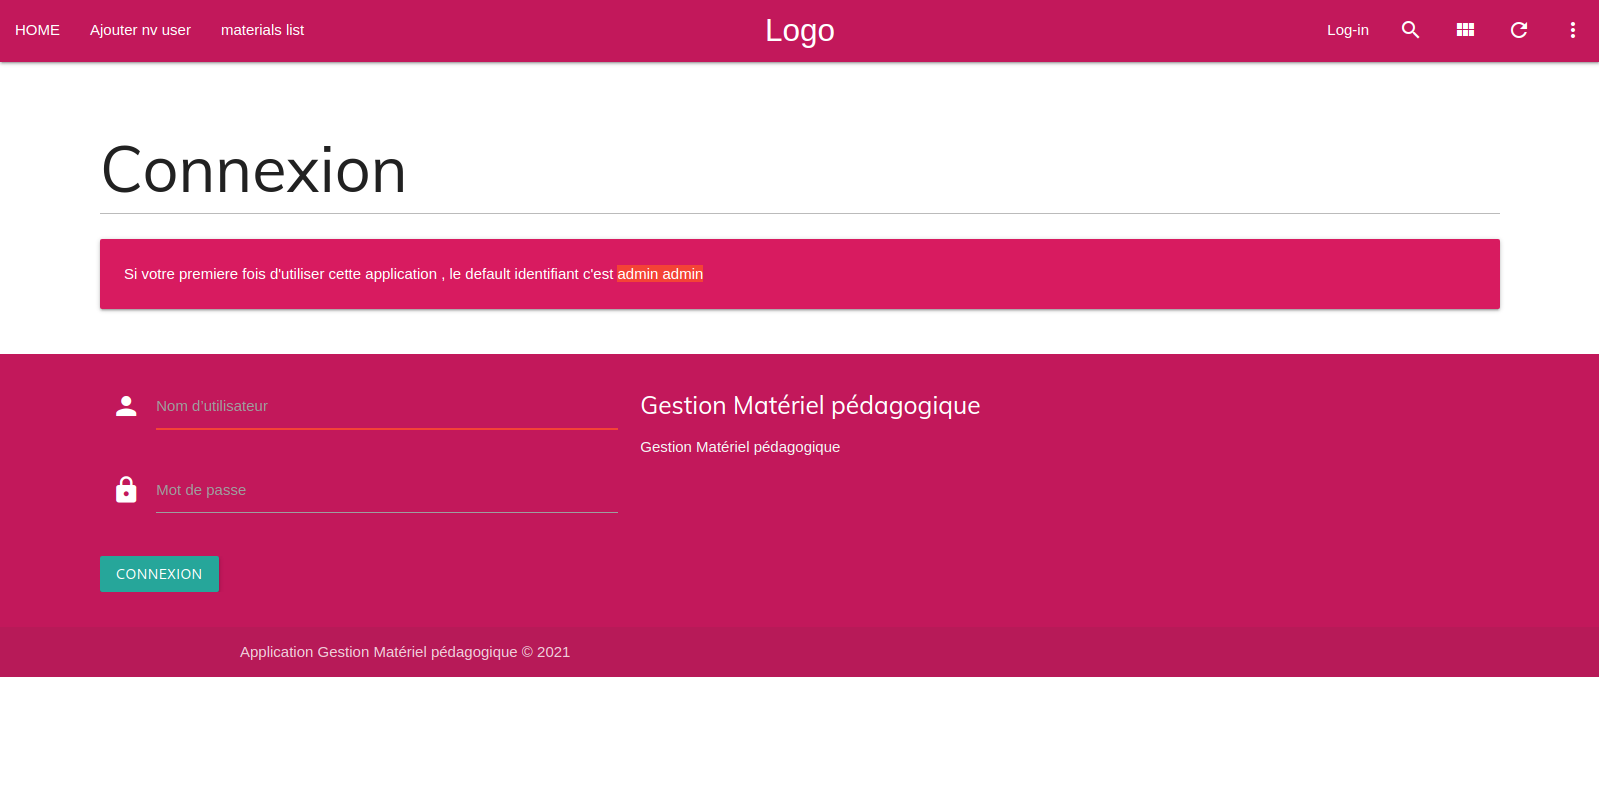 HOME Ajouter nv user materials list Logo Log-in
Connexion
Si votre premiere fois d'utiliser cette application , le default identifiant c'est admin admin
Nom d’utilisateur
Mot de passe
CONNEXION
Gestion Matériel pédagogique
Gestion Matériel pédagogique
Application Gestion Matériel pédagogique © 2021